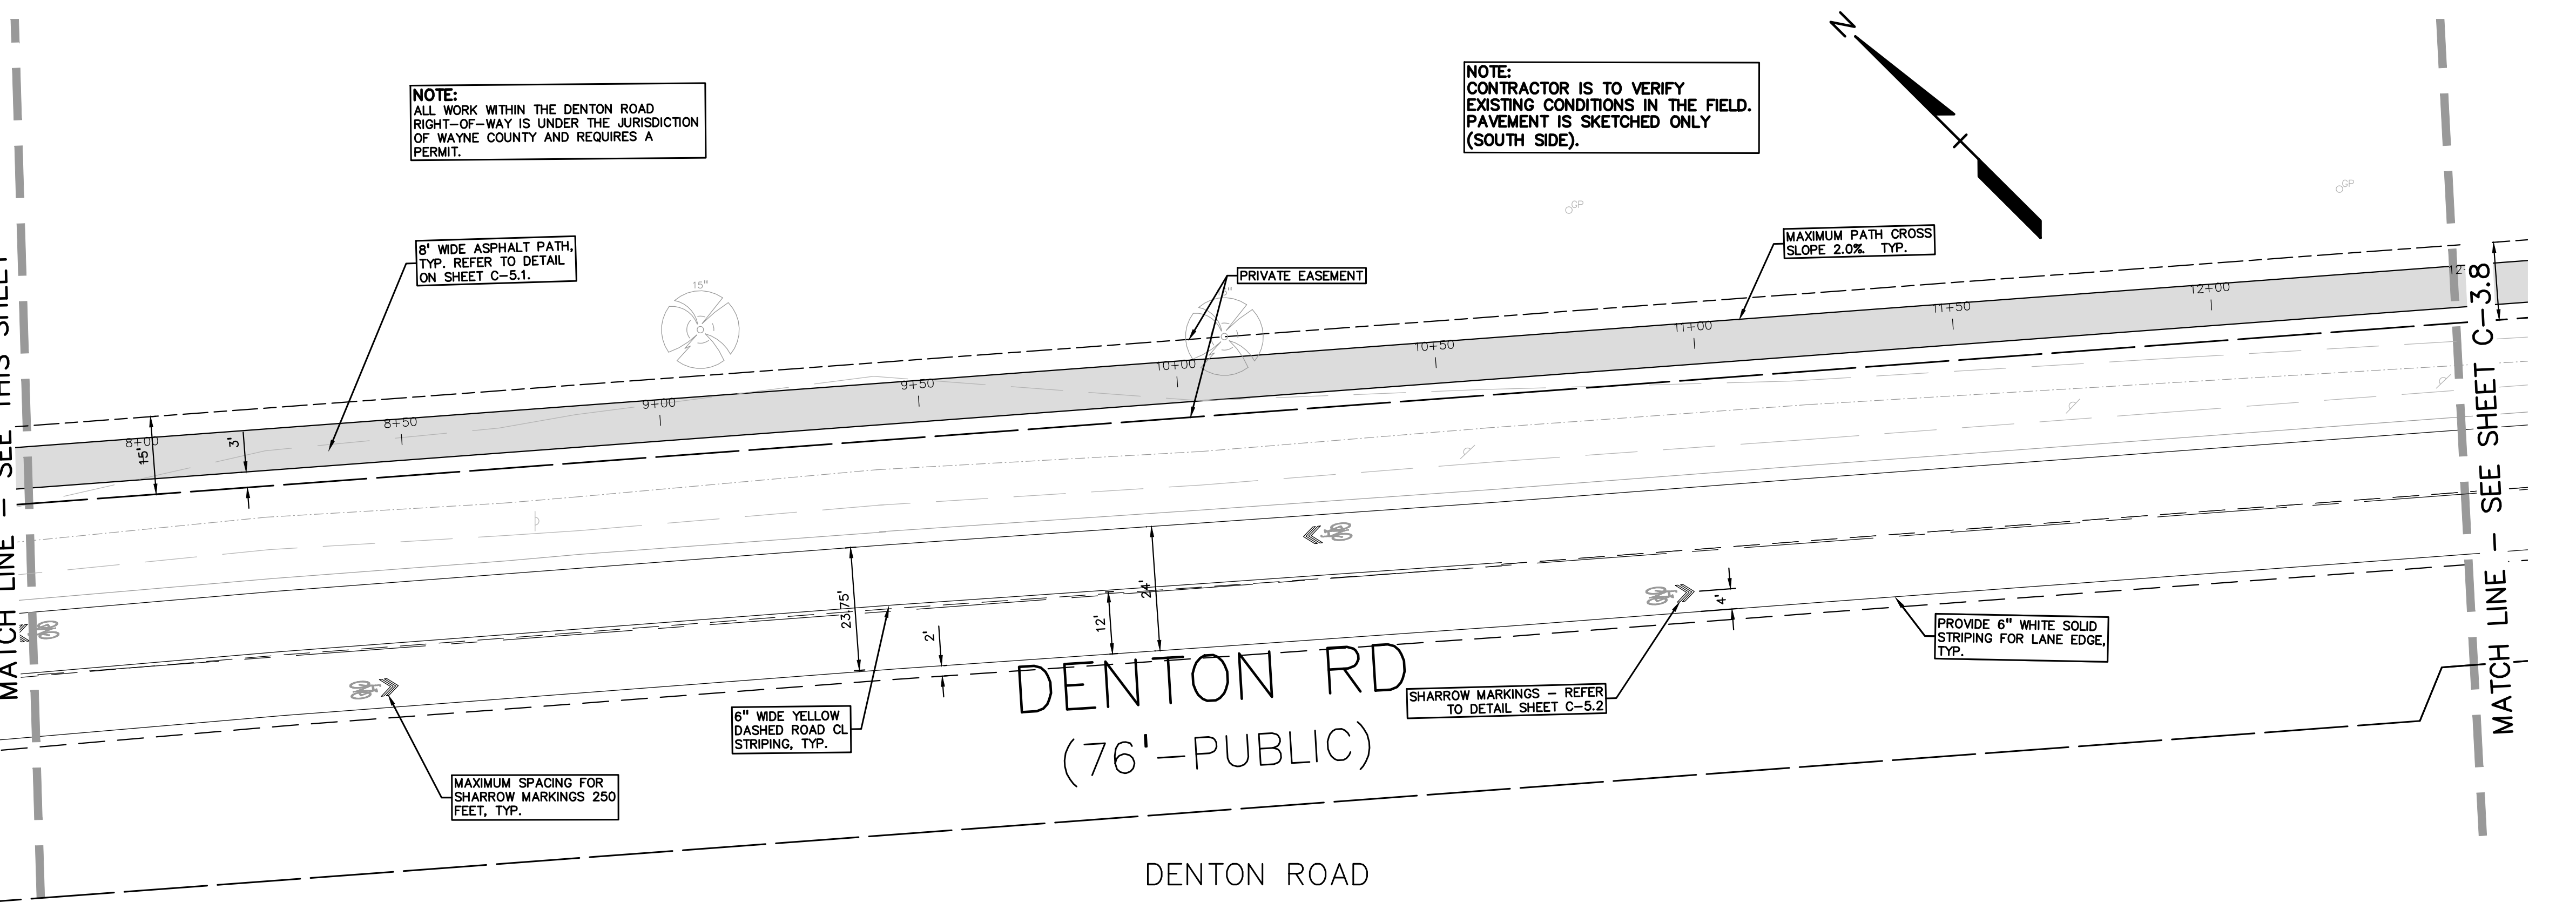 NOTE:
ALL WORK WITHIN THE DENTON ROAD
RIGHT-OF-WAY IS UNDER THE JURISDICTION
OF WAYNE COUNTY AND REQUIRES A
PERMIT.
NOTE:
CONTRACTOR IS TO VERIFY
EXISTING CONDITIONS IN THE FIELD.
PAVEMENT IS SKETCHED ONLY
(SOUTH SIDE).
N
GP
GP
8' WIDE ASPHALT PATH,
TYP. REFER TO DETAIL
ON SHEET C-5.1.
PRIVATE EASEMENT
MAXIMUM PATH CROSS
SLOPE 2.0%. TYP.
15"
8+00
8+50
9+00
9+50
10+00
10+50
11+00
11+50
12+00
15'
3'
23.75'
2'
12'
24'
4'
MATCH LINE - SEE THIS SHEET
MATCH LINE - SEE SHEET C-3.8
PROVIDE 6" WHITE SOLID
STRIPING FOR LANE EDGE,
TYP.
SHARROW MARKINGS - REFER
TO DETAIL SHEET C-5.2
6" WIDE YELLOW
DASHED ROAD CL
STRIPING, TYP.
MAXIMUM SPACING FOR
SHARROW MARKINGS 250
FEET, TYP.
DENTON RD
(76'-PUBLIC)
DENTON ROAD